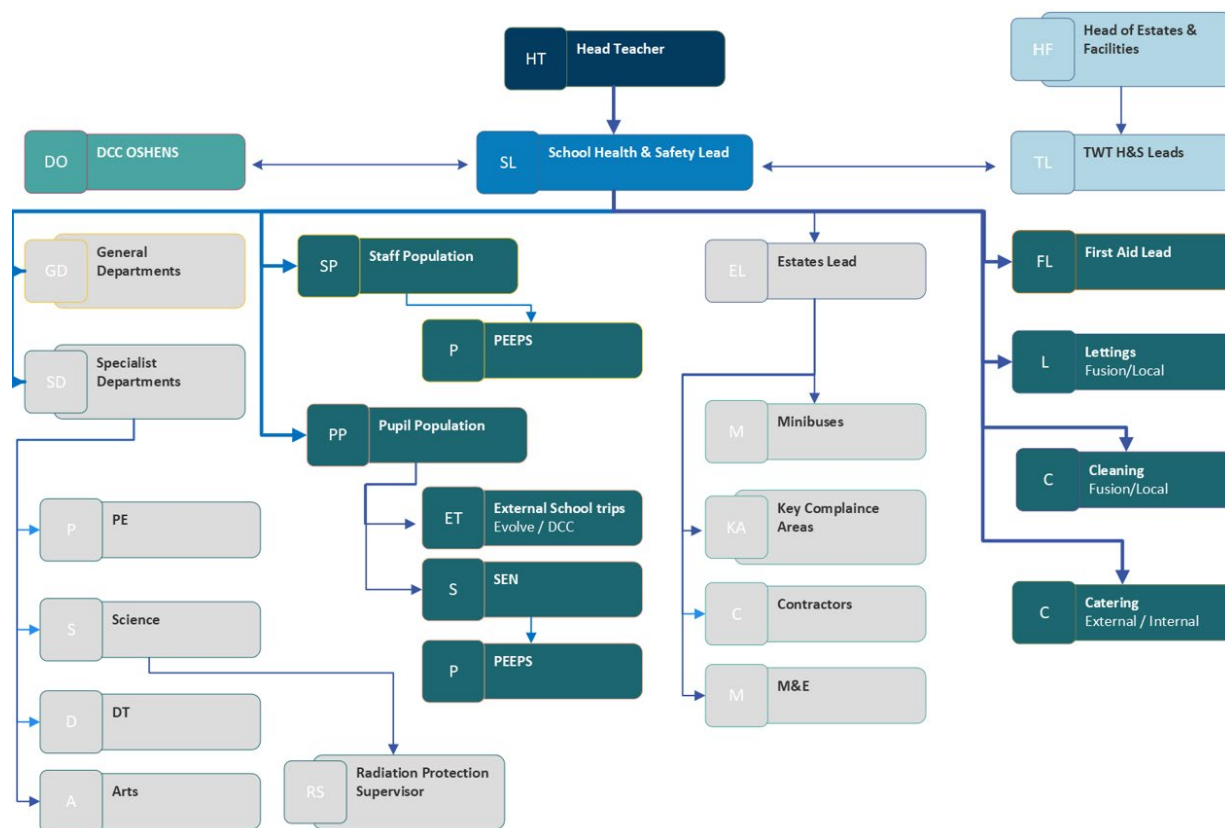 HT
Head Teacher
HF
Head of Estates &
Facilities
DO
DCC OSHENS
SL
School Health & Safety Lead
TL
TWT H&S Leads
GD
General
Departments
SP
Staff Population
EL
Estates Lead
FL
First Aid Lead
P
PEEPS
SD
Specialist
Departments
L
Lettings
Fusion/Local
PP
Pupil Population
M
Minibuses
C
Cleaning
Fusion/Local
P
PE
ET
External School trips
Evolve / DCC
KA
Key Complaince
Areas
S
SEN
S
Science
C
Contractors
C
Catering
External / Internal
P
PEEPS
M
M&E
D
DT
RS
Radiation Protection
Supervisor
A
Arts